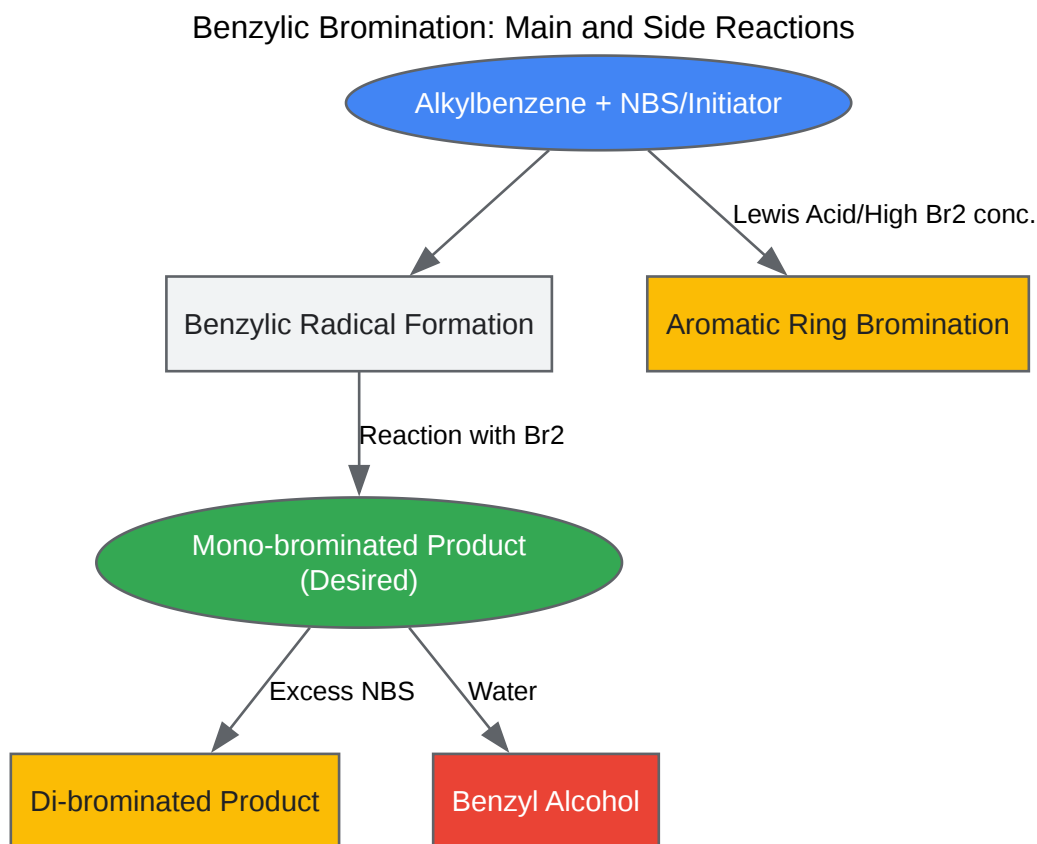 Benzylic Bromination: Main and Side Reactions
Alkylbenzene + NBS/Initiator
Lewis Acid/High Br2 conc.
Benzylic Radical Formation
Aromatic Ring Bromination
Reaction with Br2
Mono-brominated Product
(Desired)
Excess NBS
Water
Di-brominated Product
Benzyl Alcohol